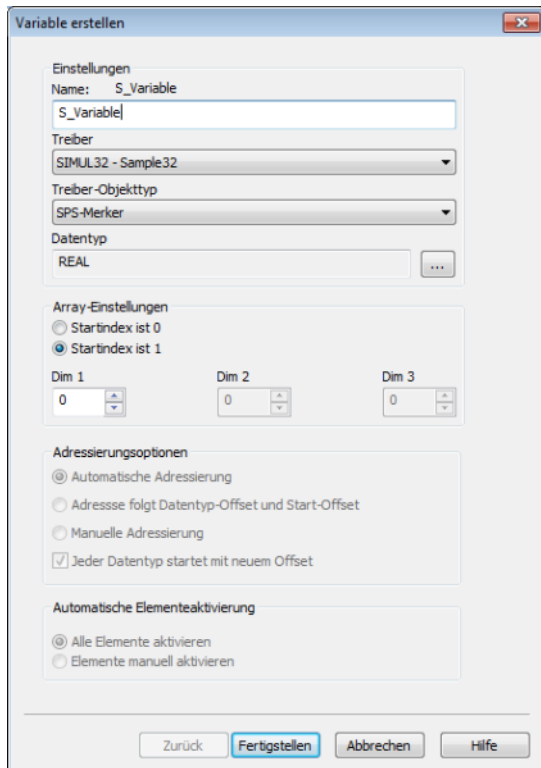 Variable erstellen
Einstellungen
Name: S_Variable
S_Variable
Treiber
SIMUL32 - Sample32
Treiber-Objekttyp
SPS-Merker
Datentyp
REAL
...
Array-Einstellungen
Startindex ist 0
Startindex ist 1
Dim 1 Dim 2 Dim 3
0 0 0
Adressierungsoptionen
Automatische Adressierung
Adressse folgt Datentyp-Offset und Start-Offset
Manuelle Adressierung
Jeder Datentyp startet mit neuem Offset
Automatische Elementeaktivierung
Alle Elemente aktivieren
Elemente manuell aktivieren
Zurück Fertigstellen Abbrechen Hilfe